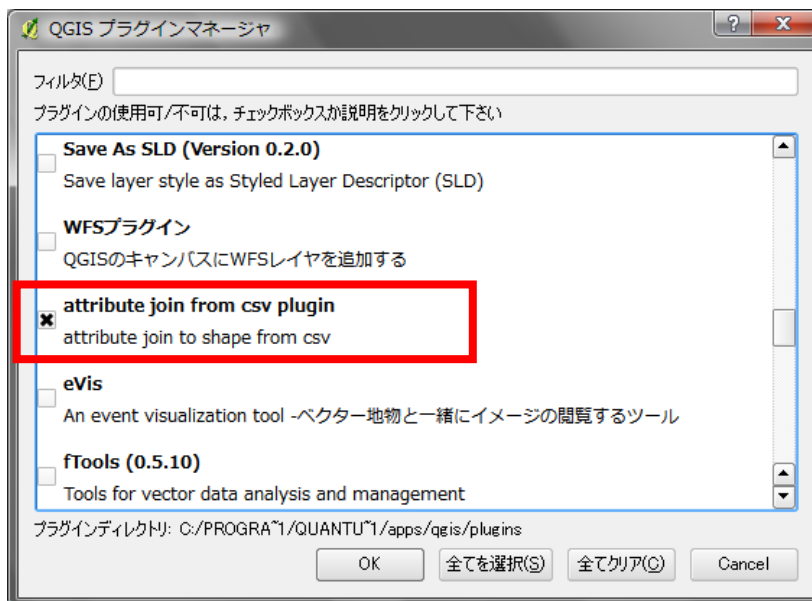 QGIS プラグインマネージャ
フィルタ(F)
プラグインの使用可/不可は，チェックボックスか説明をクリックして下さい
Save As SLD (Version 0.2.0)
Save layer style as Styled Layer Descriptor (SLD)
WFSプラグイン
QGISのキャンバスにWFSレイヤを追加する
attribute join from csv plugin
attribute join to shape from csv
eVis
An event visualization tool -ベクター地物と一緒にイメージの閲覧するツール
fTools (0.5.10)
Tools for vector data analysis and management
プラグインディレクトリ: C:/PROGRA~1/QUANTU~1/apps/qgis/plugins
OK 全てを選択(S) 全てクリア(C) Cancel